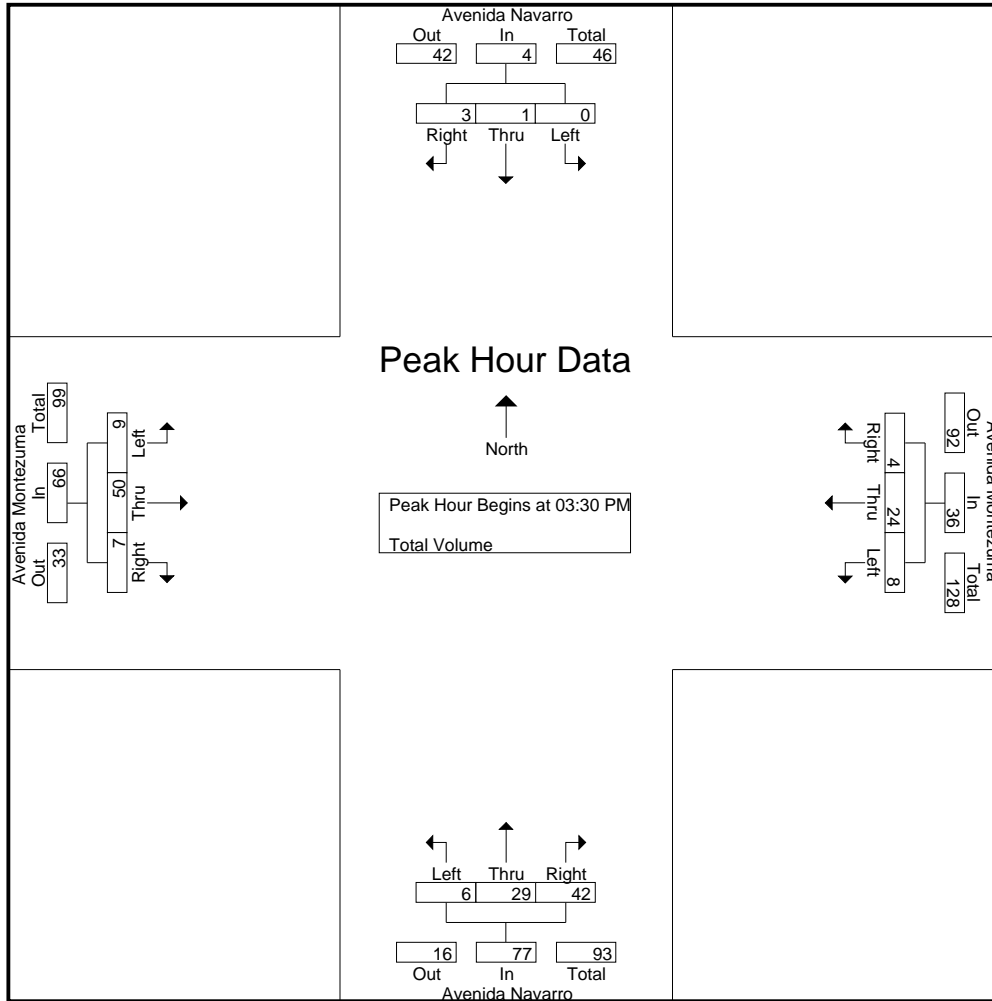 Avenida Navarro
Out In Total
42 4 46
3 1 0
Right Thru Left
Peak Hour Data
North
Peak Hour Begins at 03:30 PM
Total Volume
Avenida Montezuma
Total In Out
99 66 33
9 50 7
Left Thru Right
Avenida Montezuma
Out In Total
92 36 128
4 24 8
Right Thru Left
Left Thru Right
6 29 42
16 77 93
Out In Total
Avenida Navarro